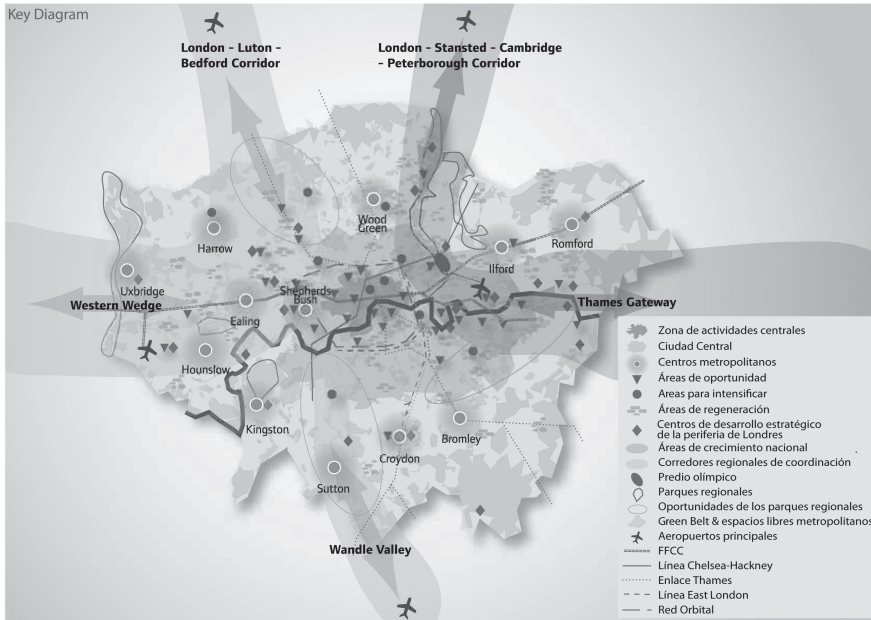 Key Diagram
London - Luton -
Bedford Corridor
London - Stansted - Cambridge
- Peterborough Corridor
Wood
Green
Harrow
Romford
Ilford
Uxbridge
Shepherds
Bush
Western Wedge
Thames Gateway
Ealing
Hounslow
Kingston
Bromley
Croydon
Sutton
Wandle Valley
Zona de actividades centrales
Ciudad Central
Centros metropolitanos
Áreas de oportunidad
Areas para intensificar
Áreas de regeneración
Centros de desarrollo estratégico
de la periferia de Londres
Áreas de crecimiento nacional
Corredores regionales de coordinación
Predio olímpico
Parques regionales
Oportunidades de los parques regionales
Green Belt & espacios libres metropolitanos
Aeropuertos principales
FFCC
Línea Chelsea-Hackney
Enlace Thames
Línea East London
Red Orbital